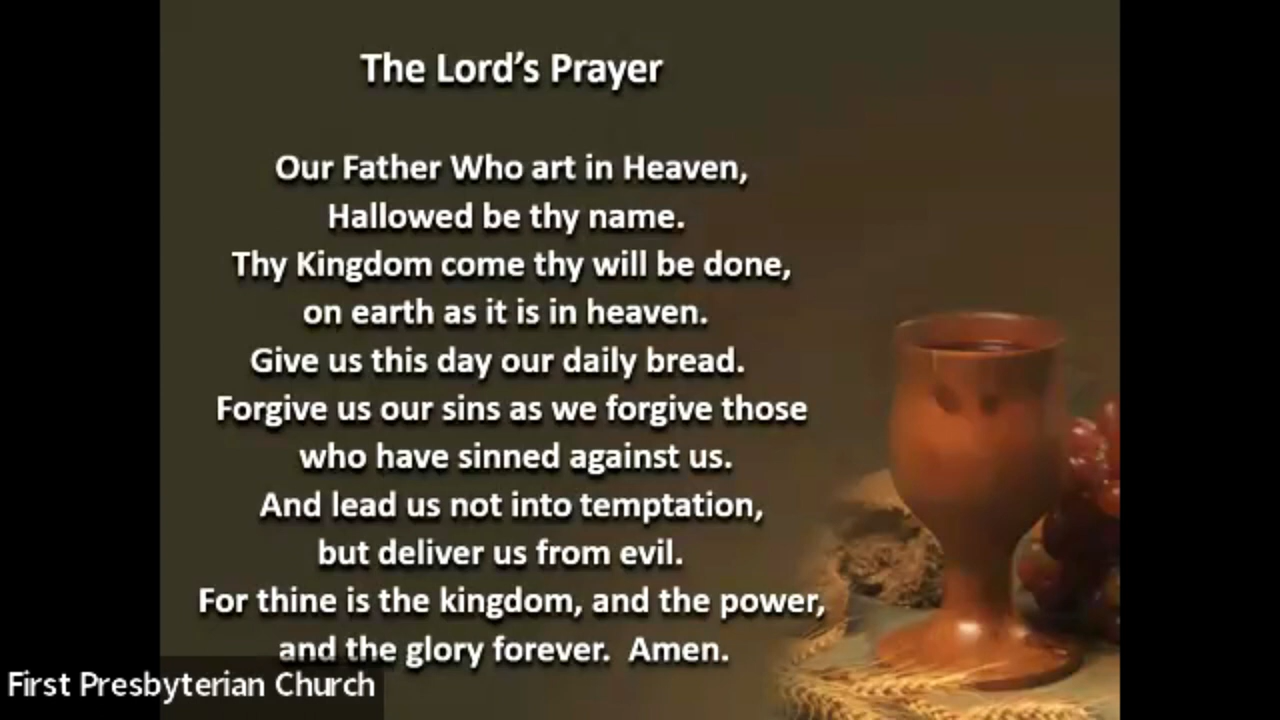 The Lord’s Prayer
Our Father Who art in Heaven,
Hallowed be thy name.
Thy Kingdom come thy will be done,
on earth as it is in heaven.
Give us this day our daily bread.
Forgive us our sins as we forgive those
who have sinned against us.
And lead us not into temptation,
but deliver us from evil.
For thine is the kingdom, and the power,
and the glory forever.  Amen.
First Presbyterian Church